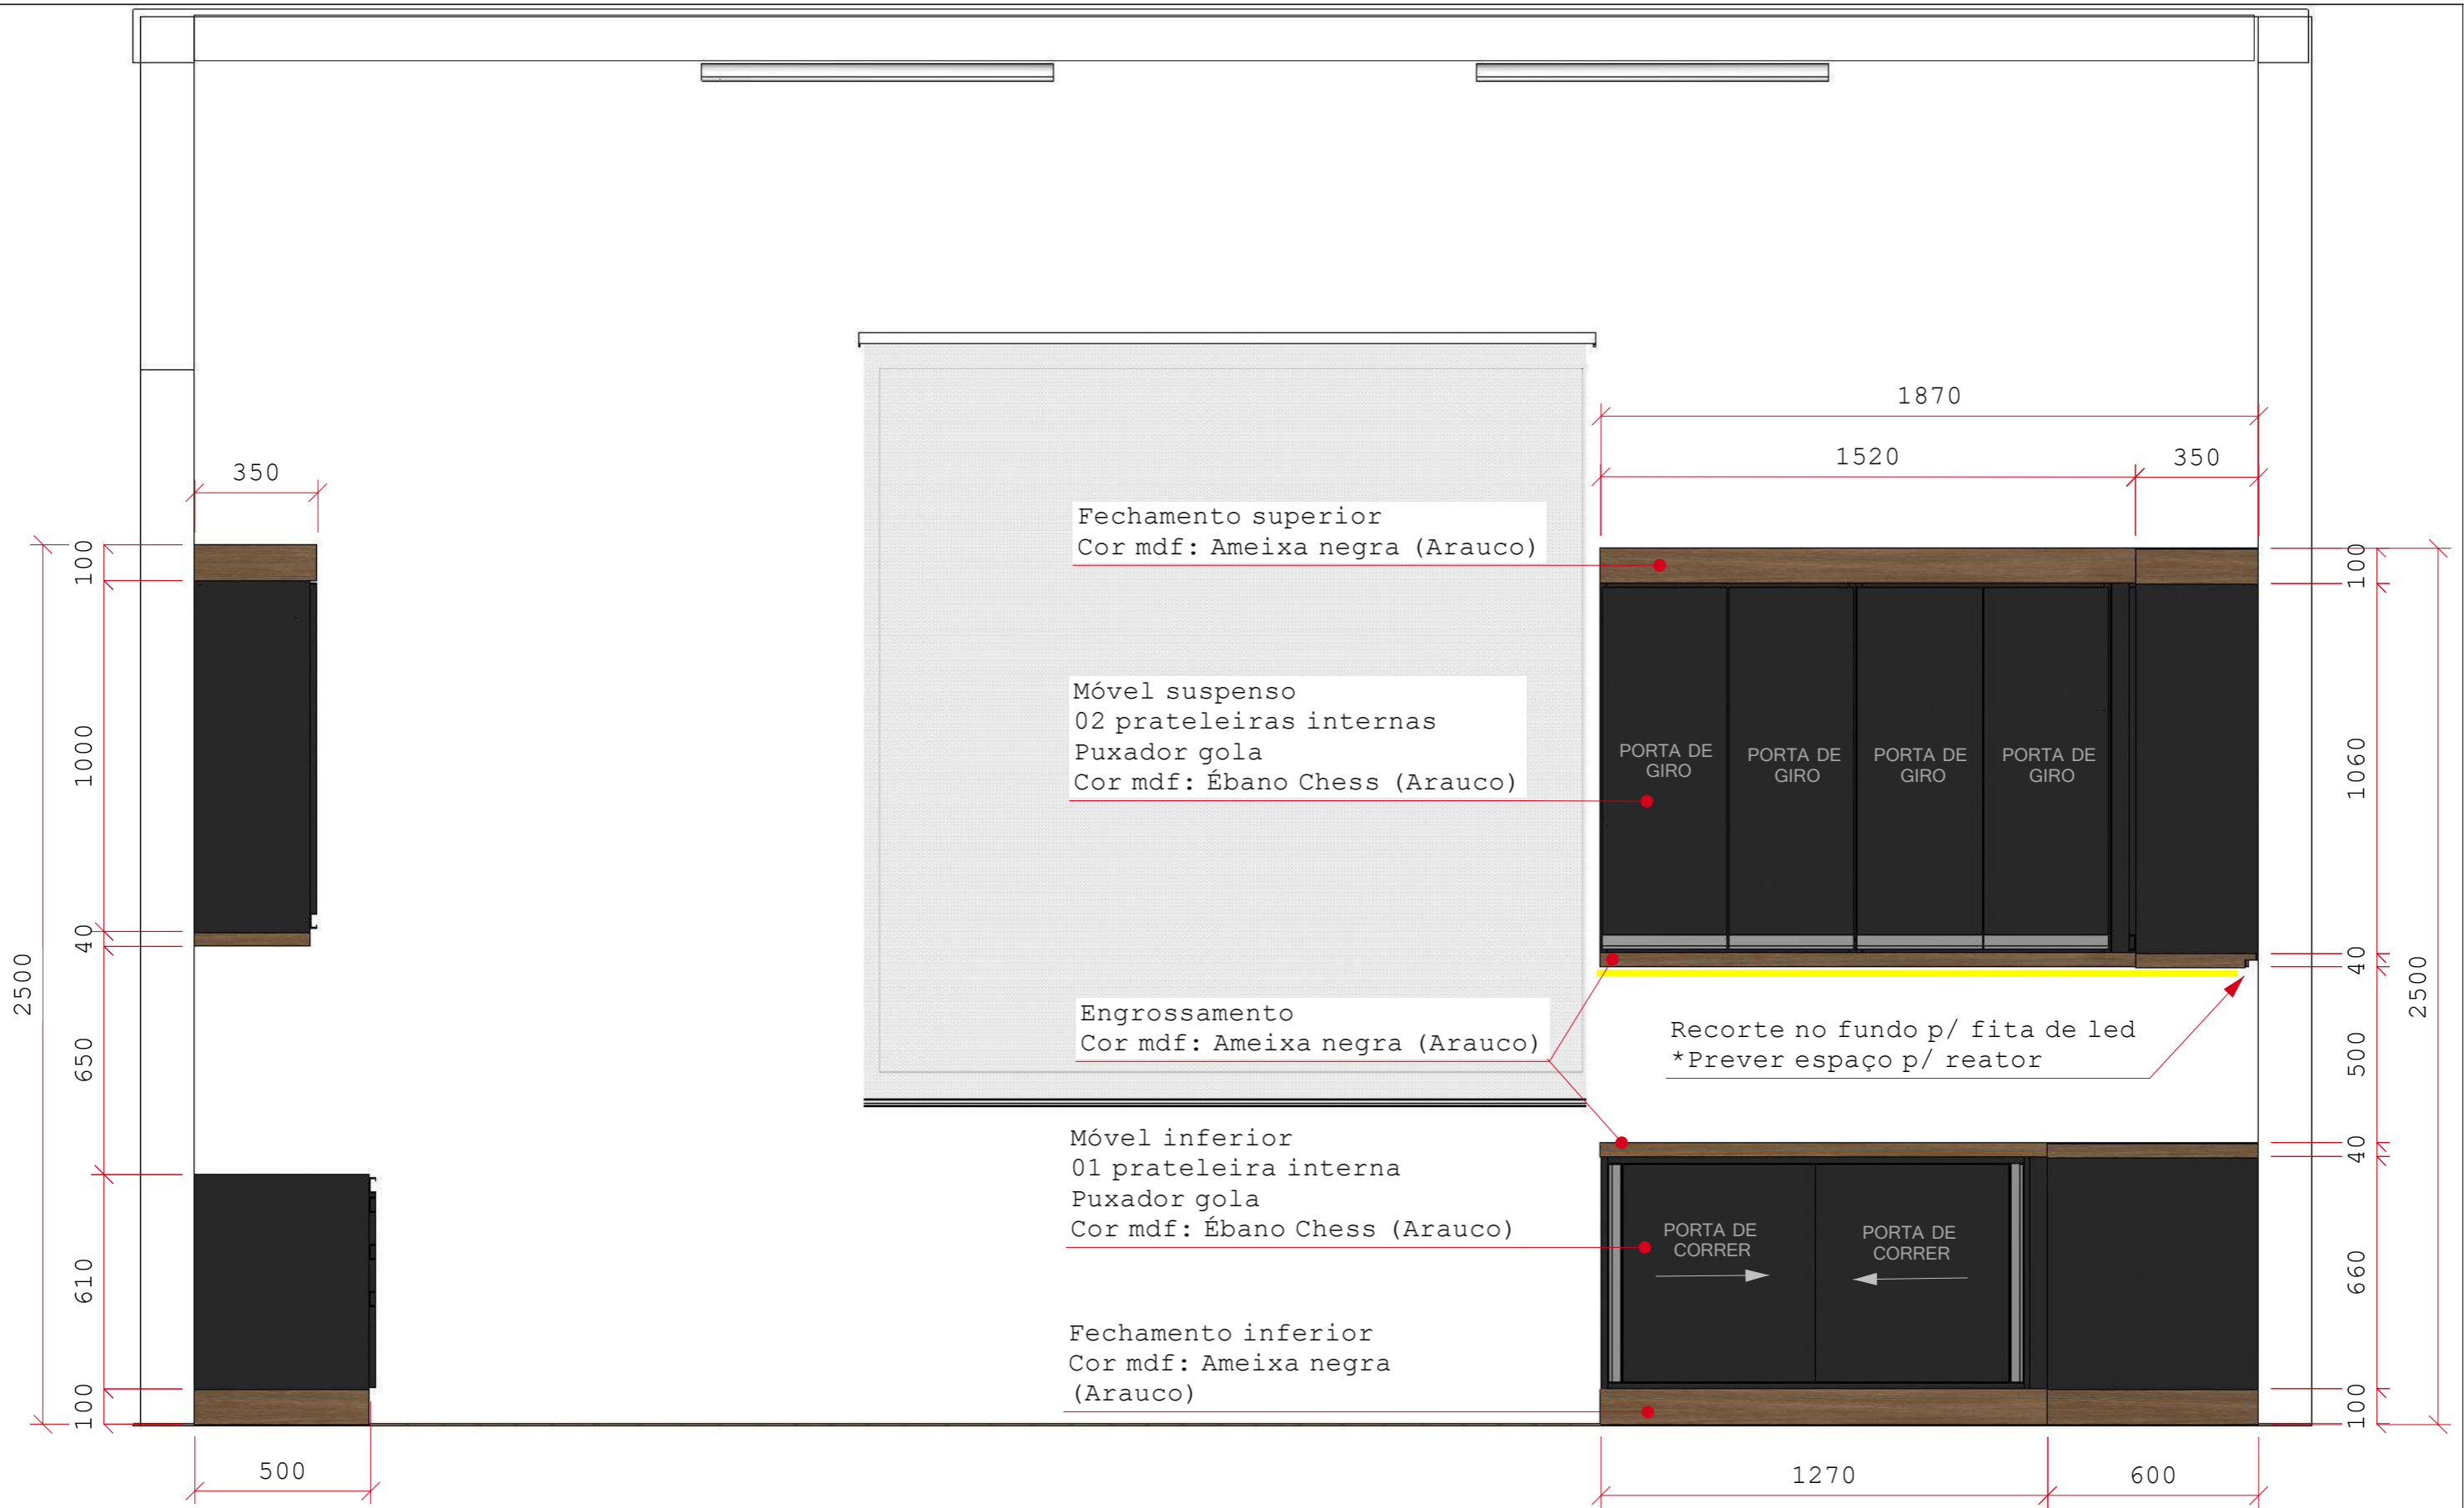 1870
1520
350
350
Fechamento superior
Cor mdf: Ameixa negra (Arauco)
Móvel suspenso
02 prateleiras internas
Puxador gola
Cor mdf: Ébano Chess (Arauco)
PORTA DE
GIRO
PORTA DE
GIRO
PORTA DE
GIRO
PORTA DE
GIRO
Engrossamento
Cor mdf: Ameixa negra (Arauco)
Recorte no fundo p/ fita de led
*Prever espaço p/ reator
Móvel inferior
01 prateleira interna
Puxador gola
Cor mdf: Ébano Chess (Arauco)
PORTA DE
CORRER
PORTA DE
CORRER
Fechamento inferior
Cor mdf: Ameixa negra
(Arauco)
2500
100
1000
40
650
610
100
100
1060
40
500
40
660
100
2500
500
1270
600